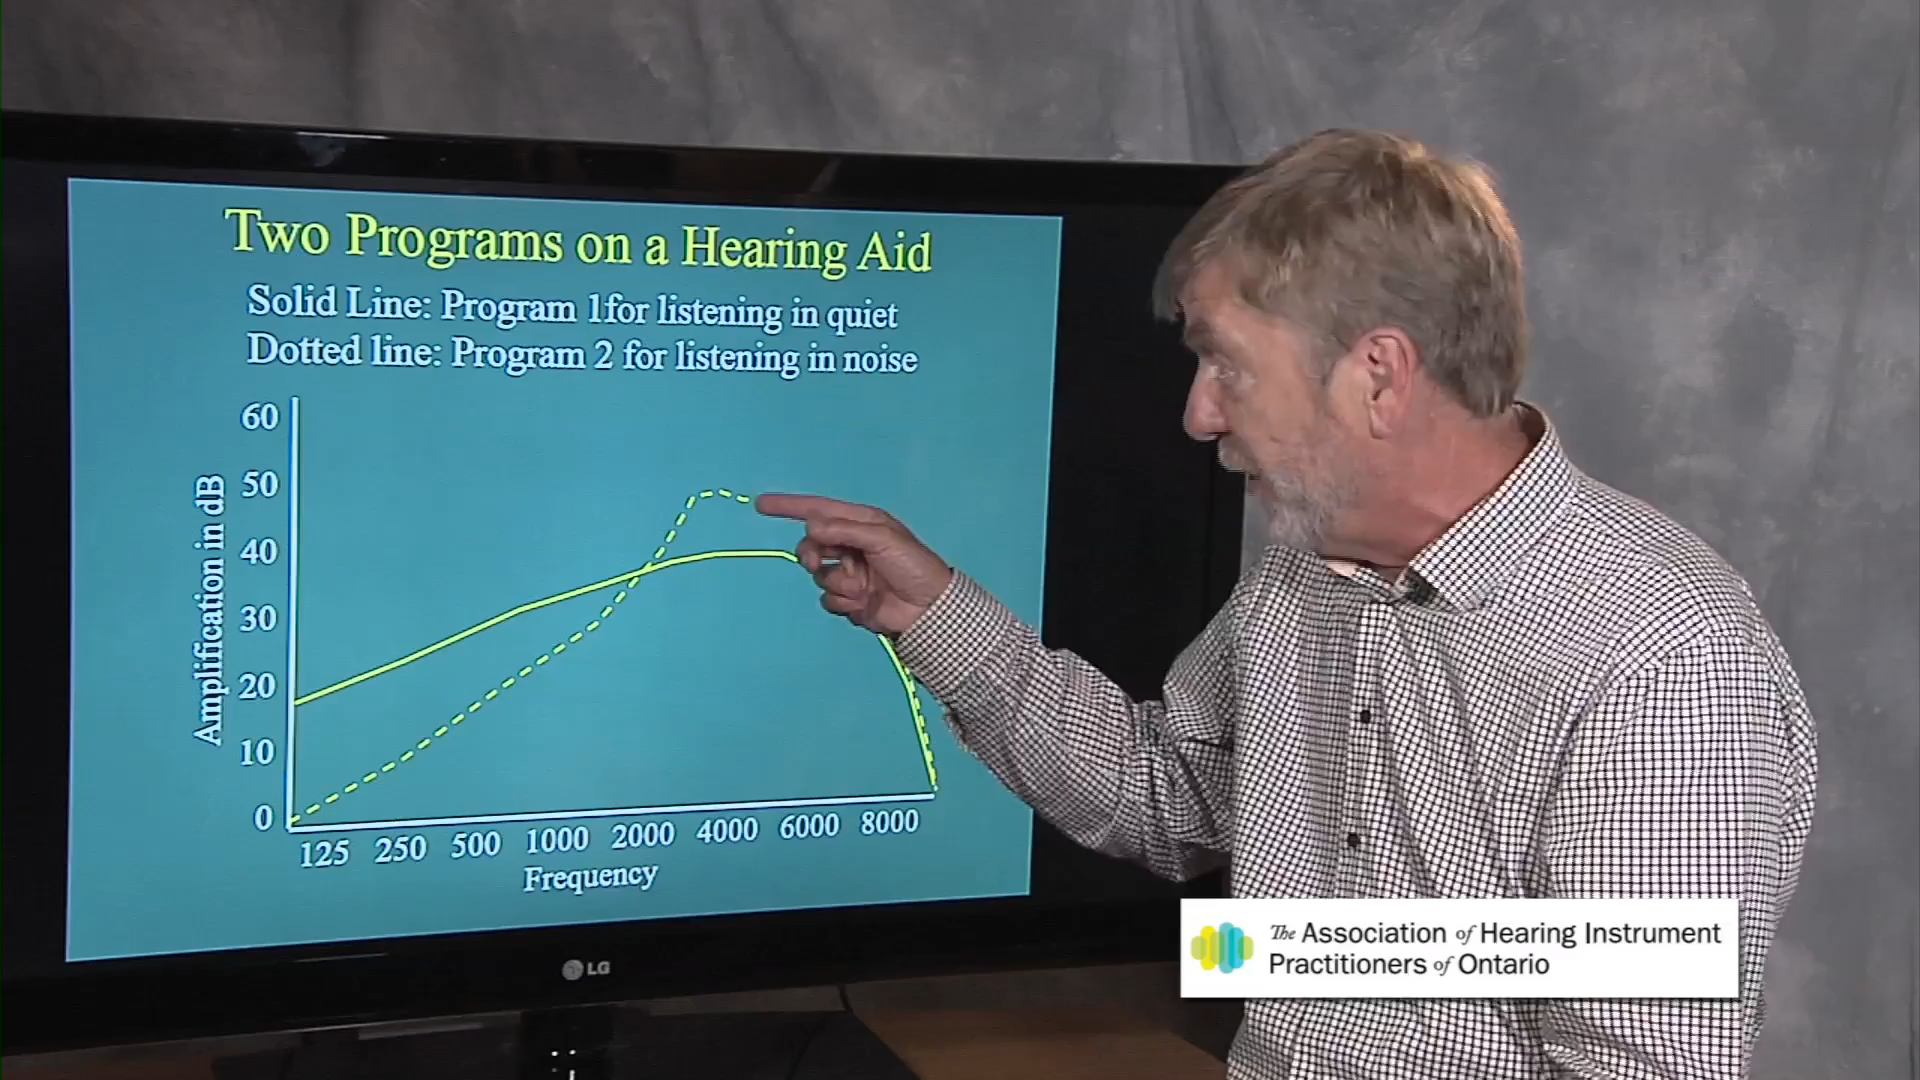 Two Programs on a Hearing Aid
Solid Line: Program 1for listening in quiet
Dotted line: Program 2 for listening in noise
60
50
40
30
20
10
0
Amplification in dB
125 250 500 1000 2000 4000 6000 8000
Frequency
LG
The Association of Hearing Instrument
Practitioners of Ontario